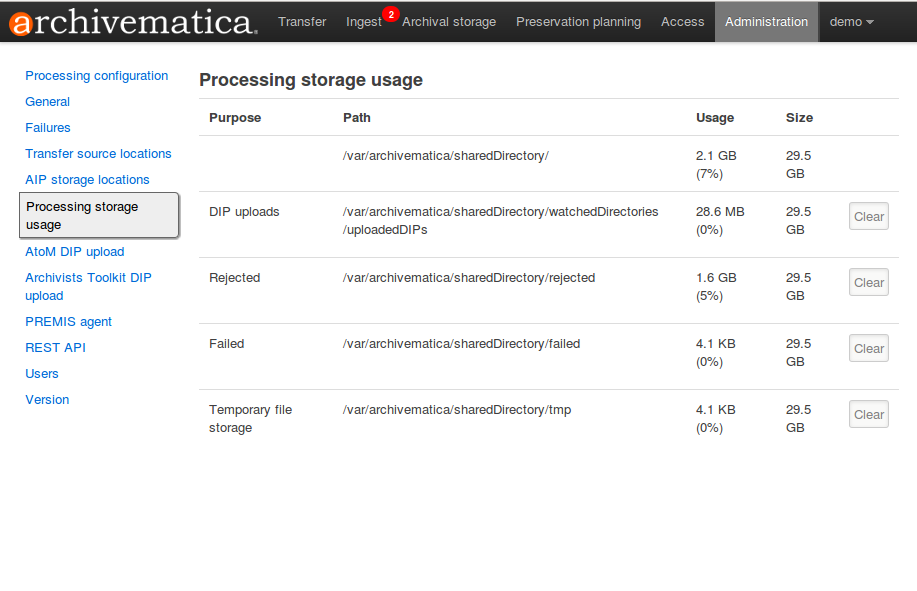 archivematica.
Transfer
Ingest
2
Archival storage
Preservation planning
Access
Administration
demo
Processing configuration
General
Failures
Transfer source locations
AIP storage locations
Processing storage
usage
AtoM DIP upload
Archivists Toolkit DIP
upload
PREMIS agent
REST API
Users
Version
Processing storage usage
Purpose Path Usage Size
/var/archivematica/sharedDirectory/ 2.1 GB 29.5
(7%) GB
DIP uploads /var/archivematica/sharedDirectory/watchedDirectories 28.6 MB 29.5 Clear
/uploadedDIPs (0%) GB
Rejected /var/archivematica/sharedDirectory/rejected 1.6 GB 29.5 Clear
(5%) GB
Failed /var/archivematica/sharedDirectory/failed 4.1 KB 29.5 Clear
(0%) GB
Temporary file /var/archivematica/sharedDirectory/tmp 4.1 KB 29.5 Clear
storage (0%) GB